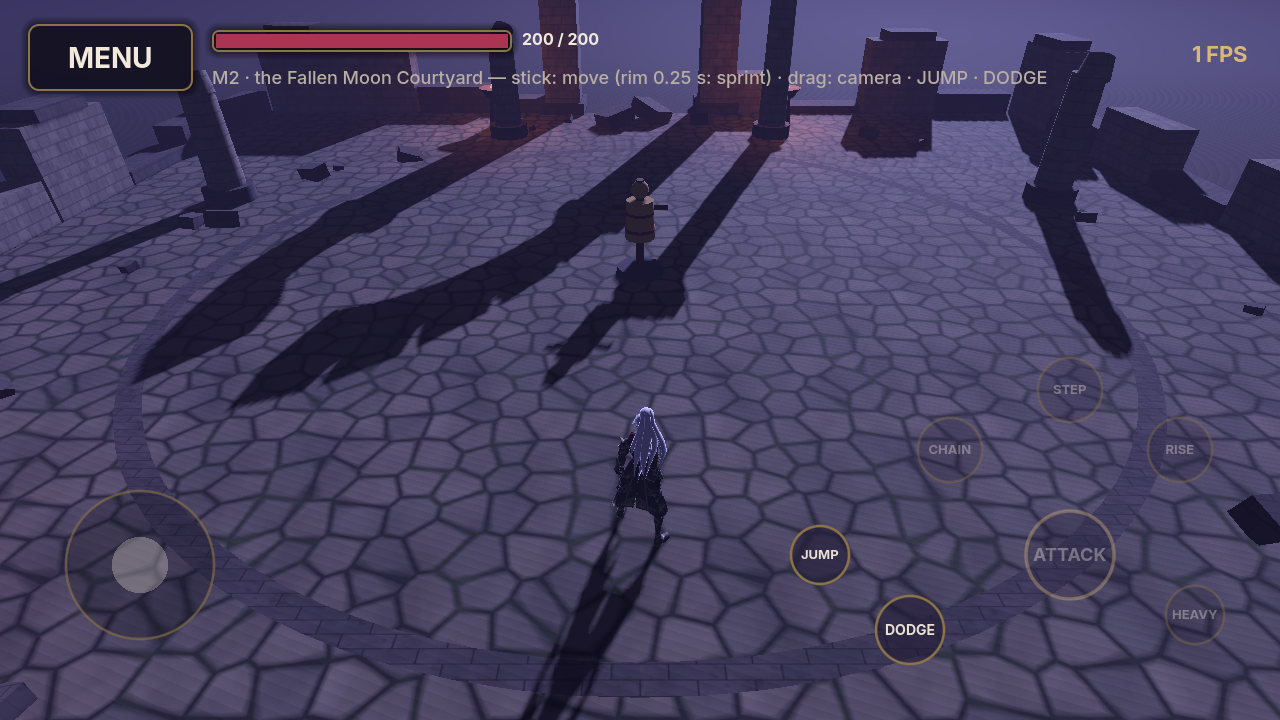 MENU
200 / 200
1 FPS
M2 · the Fallen Moon Courtyard — stick: move (rim 0.25 s: sprint) · drag: camera · JUMP · DODGE
STEP
CHAIN
RISE
JUMP
ATTACK
HEAVY
DODGE